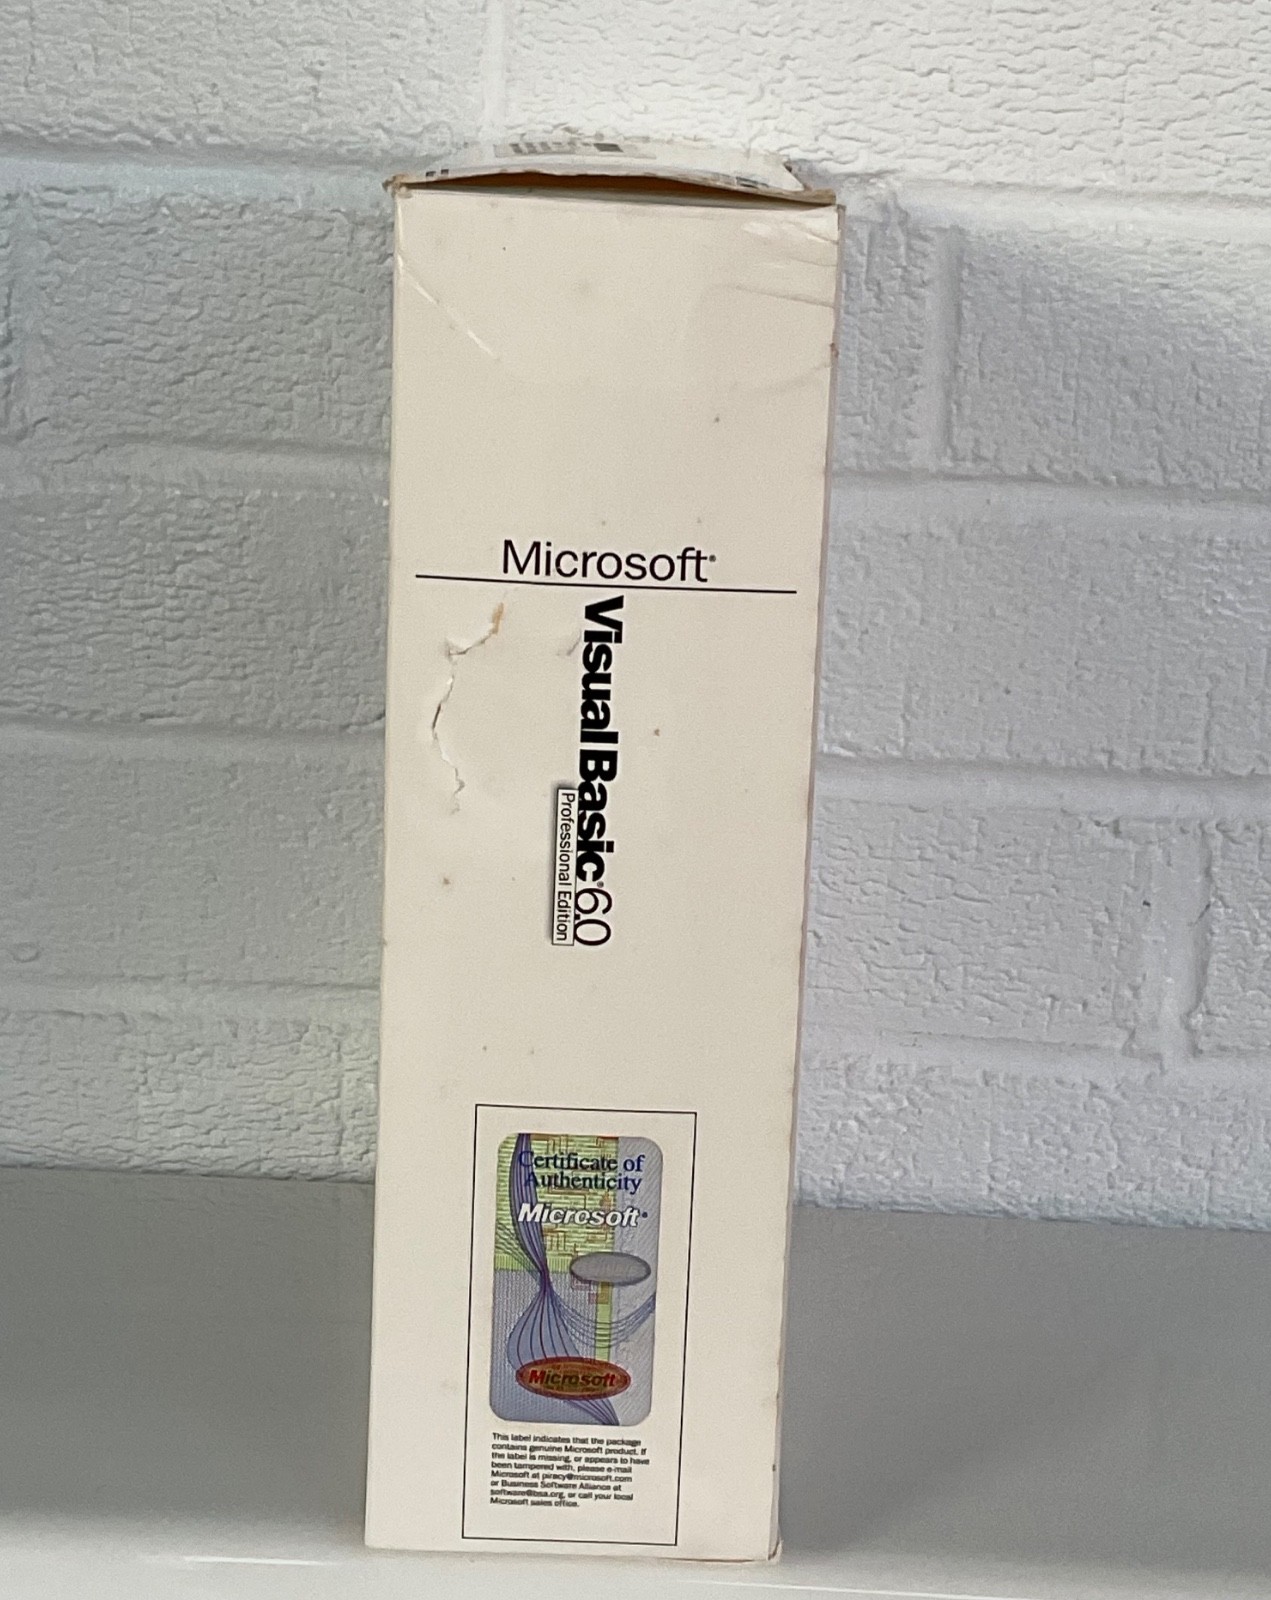 Microsoft®
Visual Basic® 6.0
Professional Edition
Certificate of
Authenticity
Microsoft®
Microsoft
This label indicates that the package
contains genuine Microsoft product. If
the label is missing, or appears to have
been tampered with, please e-mail
Microsoft at piracy@microsoft.com
or Business Software Alliance at
software@bsa.org, or call your local
Microsoft sales office.